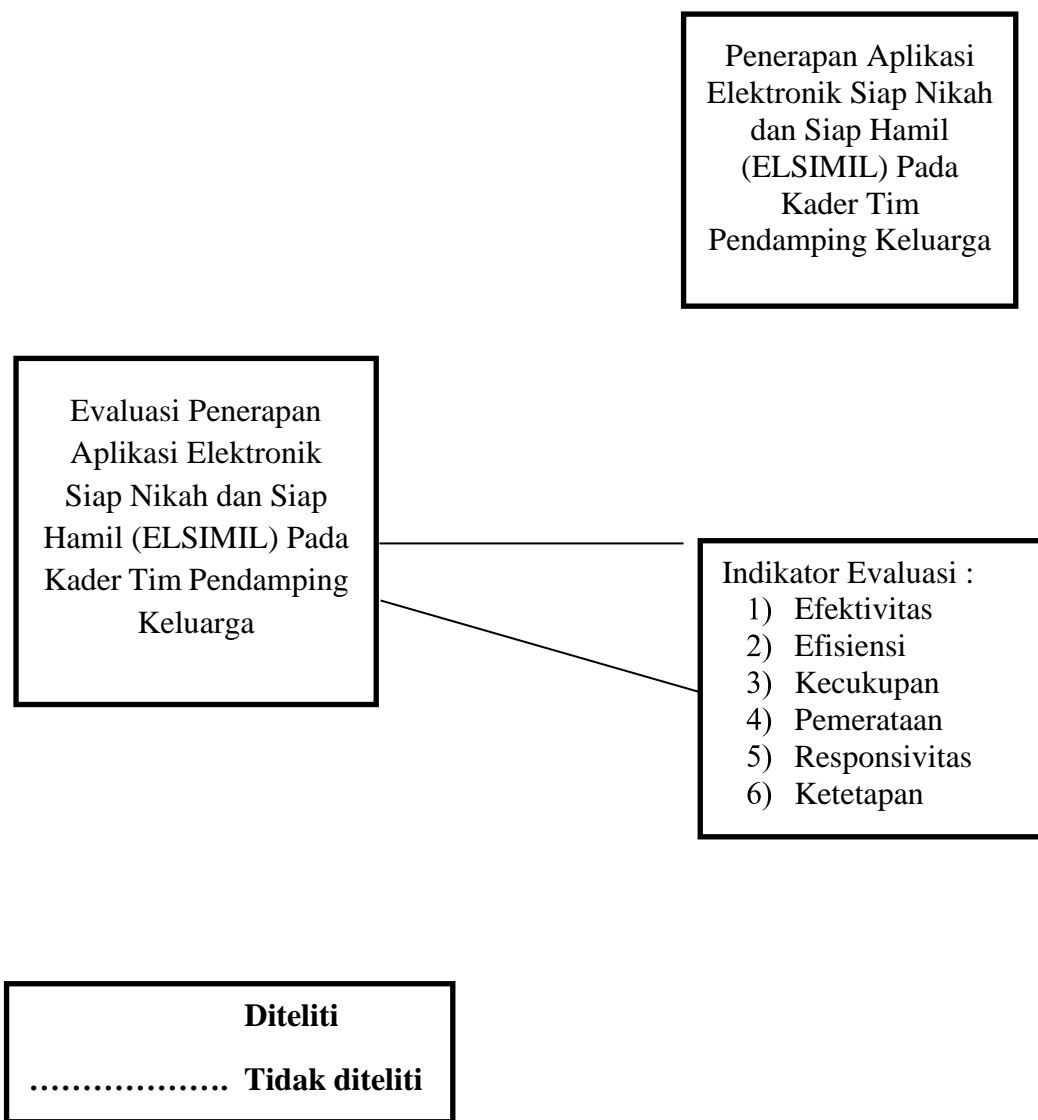 Penerapan Aplikasi
Elektronik Siap Nikah
dan Siap Hamil
(ELSIMIL) Pada
Kader Tim
Pendamping Keluarga
Evaluasi Penerapan
Aplikasi Elektronik
Siap Nikah dan Siap
Hamil (ELSIMIL) Pada
Kader Tim Pendamping
Keluarga
Indikator Evaluasi :
1) Efektivitas
2) Efisiensi
3) Kecukupan
4) Pemerataan
5) Responsivitas
6) Ketetapan
Diteliti
………………. Tidak diteliti